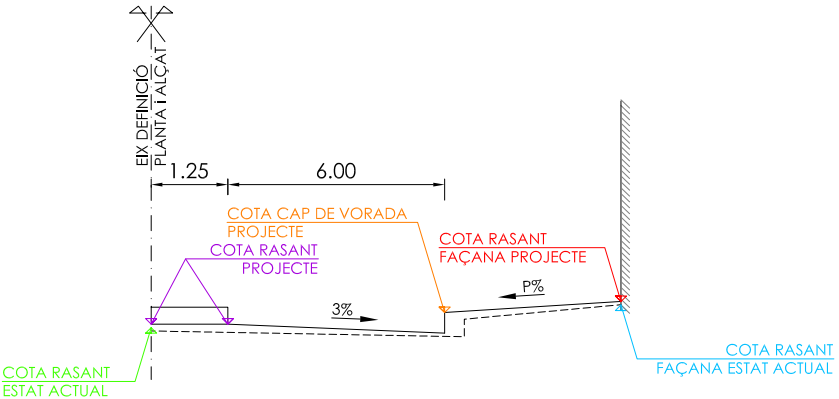 EIX DEFINICIÓ
PLANTA i ALÇAT
1.25
6.00
COTA CAP DE VORADA
PROJECTE
COTA RASANT
PROJECTE
COTA RASANT
FAÇANA PROJECTE
3%
P%
COTA RASANT
ESTAT ACTUAL
COTA RASANT
FAÇANA ESTAT ACTUAL